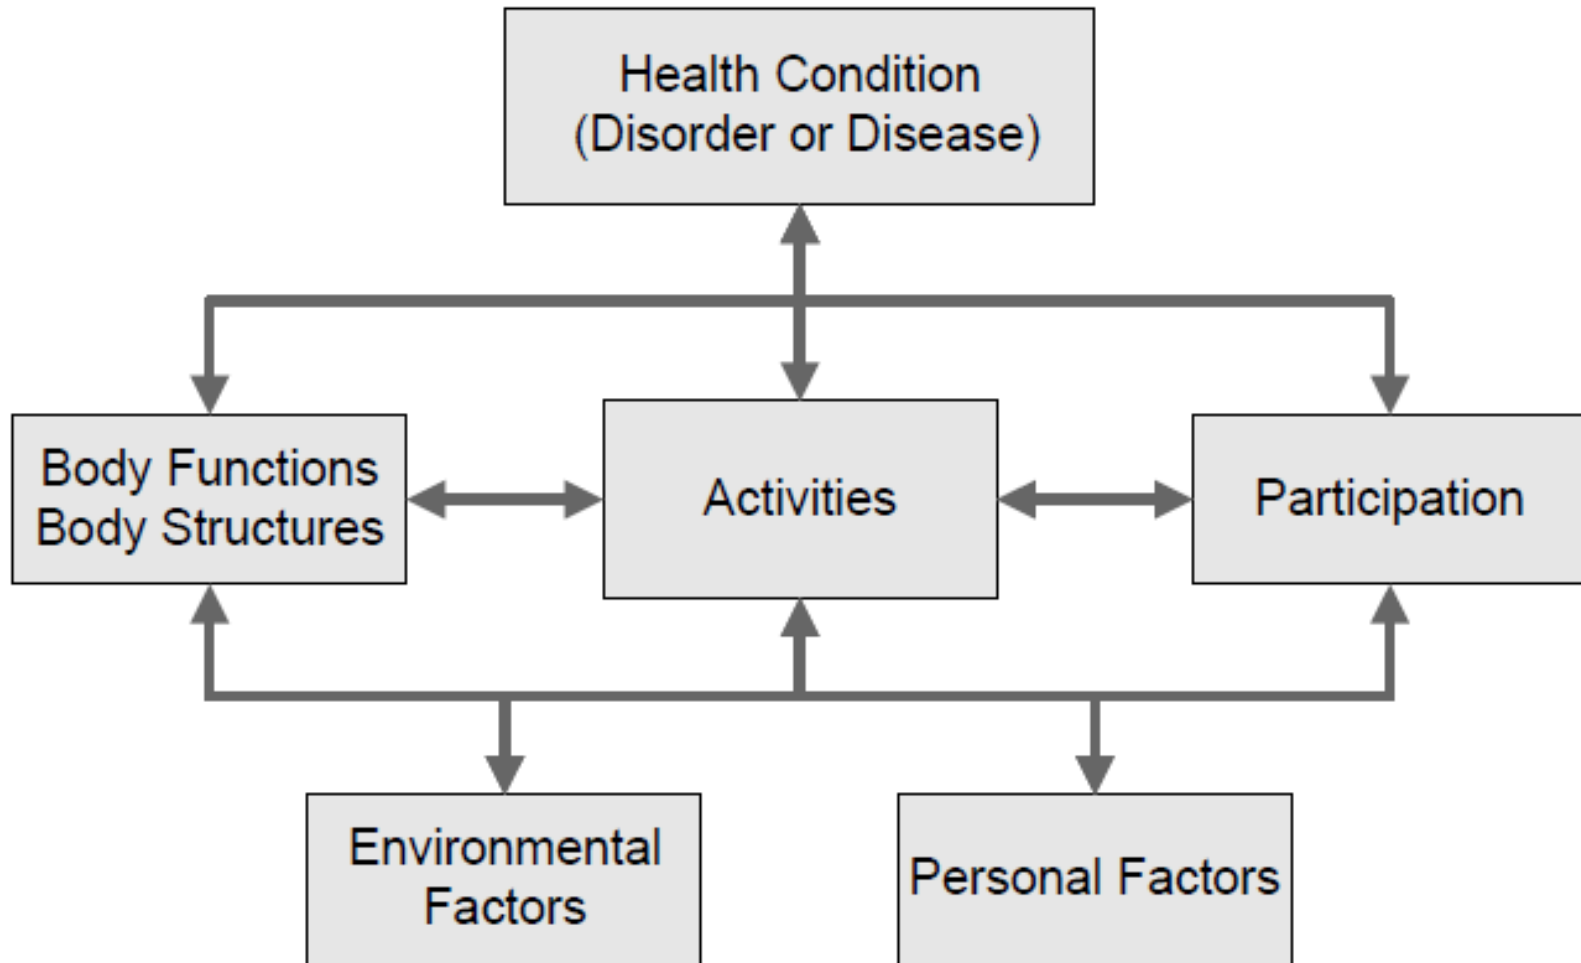 Health Condition
(Disorder or Disease)
Body Functions
Body Structures
Activities
Participation
Environmental
Factors
Personal Factors